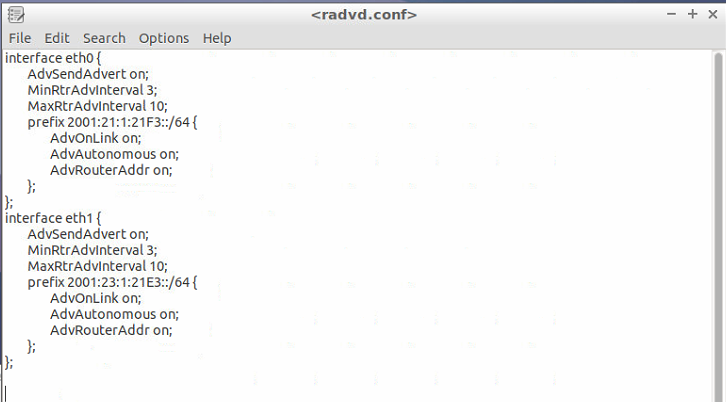 <radvd.conf>
File Edit Search Options Help
interface eth0 {
AdvSendAdvert on;
MinRtrAdvInterval 3;
MaxRtrAdvInterval 10;
prefix 2001:21:1:21F3::/64 {
AdvOnLink on;
AdvAutonomous on;
AdvRouterAddr on;
};
};
interface eth1 {
AdvSendAdvert on;
MinRtrAdvInterval 3;
MaxRtrAdvInterval 10;
prefix 2001:23:1:21E3::/64 {
AdvOnLink on;
AdvAutonomous on;
AdvRouterAddr on;
};
};